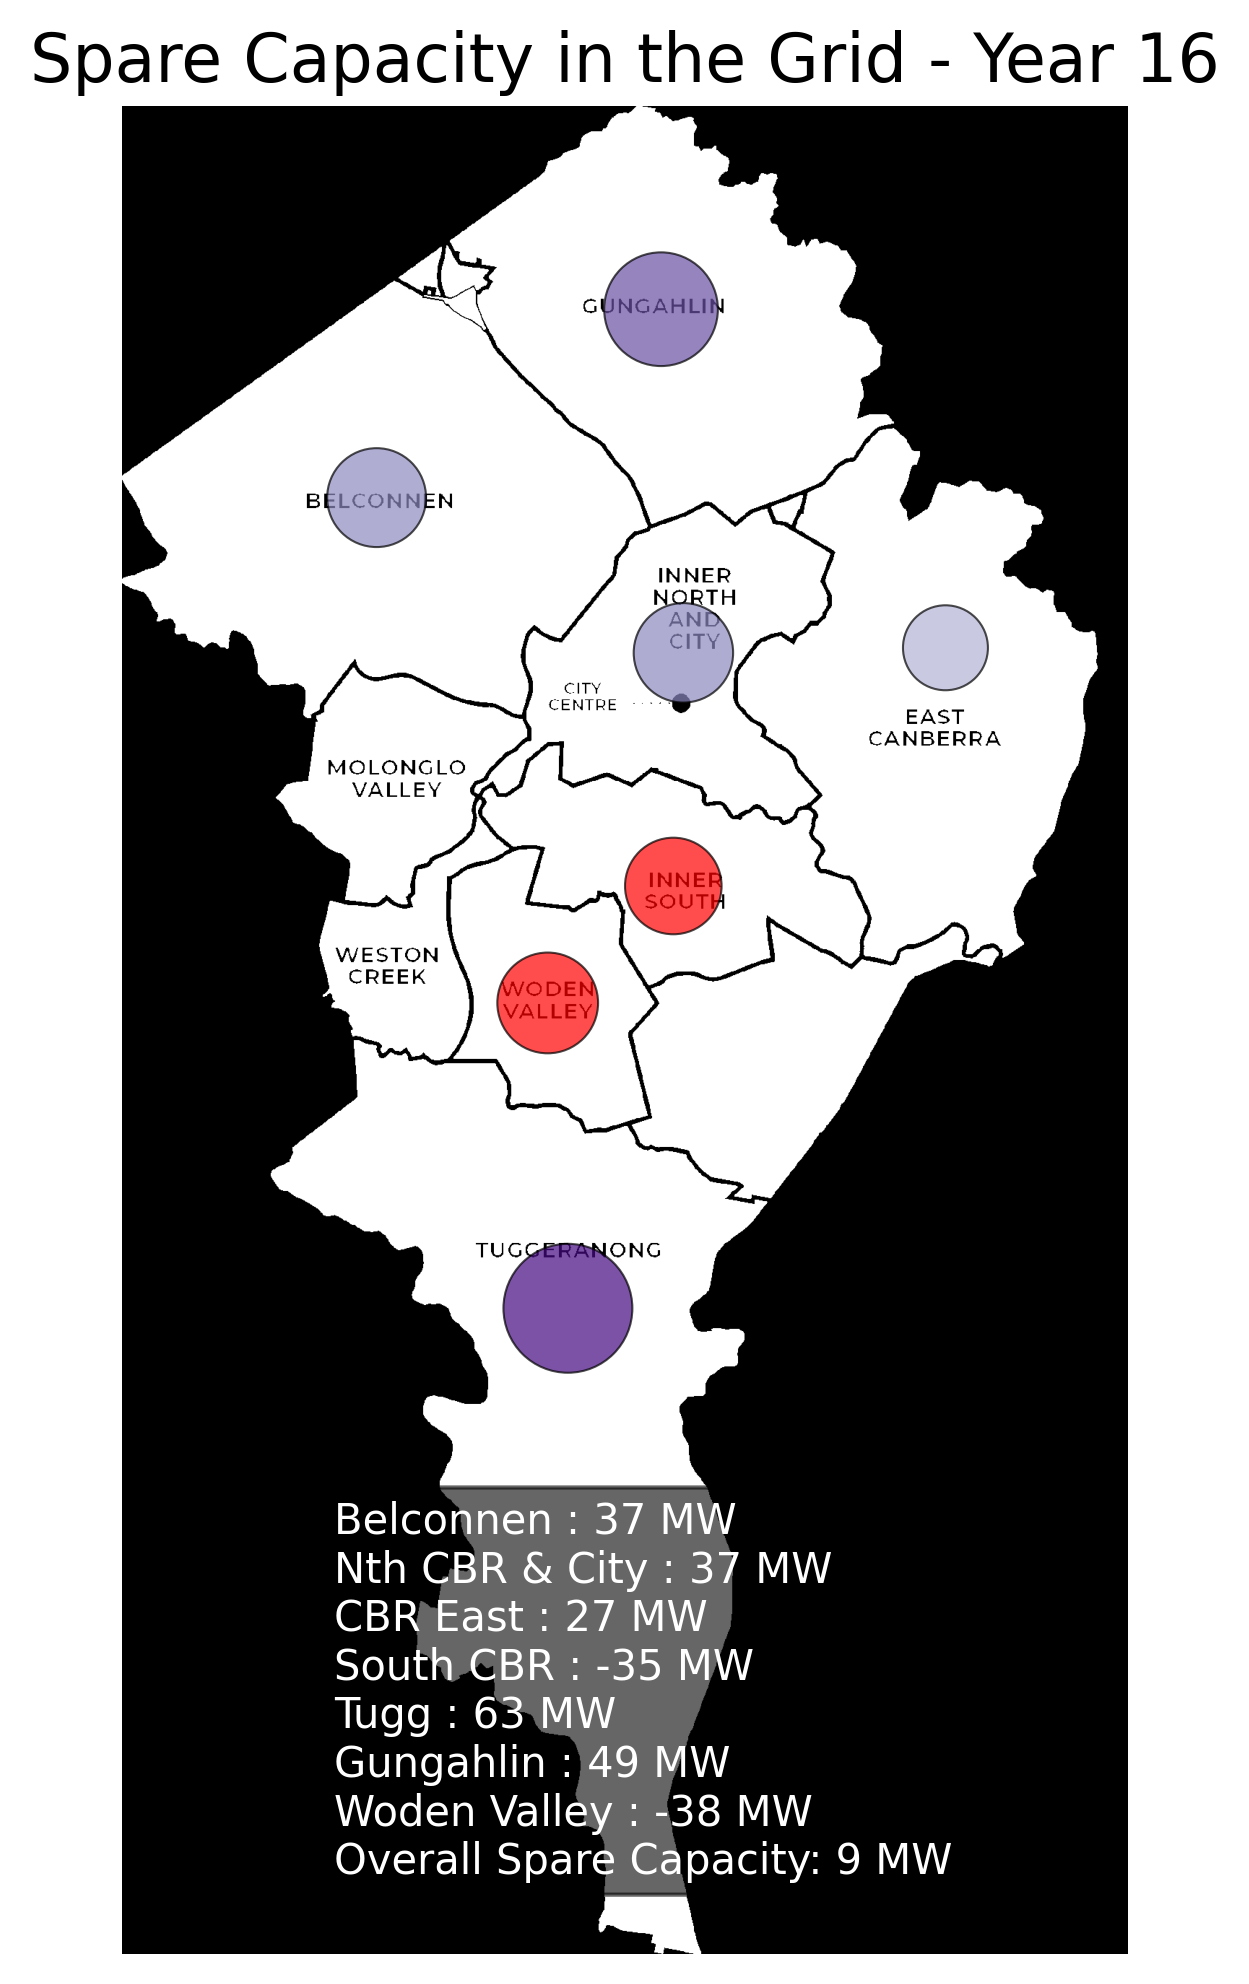 Spare Capacity in the Grid - Year 16
GUNGAHLIN
BELCONNEN
INNER
NORTH
AND
CITY
CITY
CENTRE
EAST
CANBERRA
MOLONGLO
VALLEY
INNER
SOUTH
WESTON
CREEK
WODEN
VALLEY
TUGGERANONG
Belconnen : 37 MW
Nth CBR & City : 37 MW
CBR East : 27 MW
South CBR : -35 MW
Tugg : 63 MW
Gungahlin : 49 MW
Woden Valley : -38 MW
Overall Spare Capacity: 9 MW